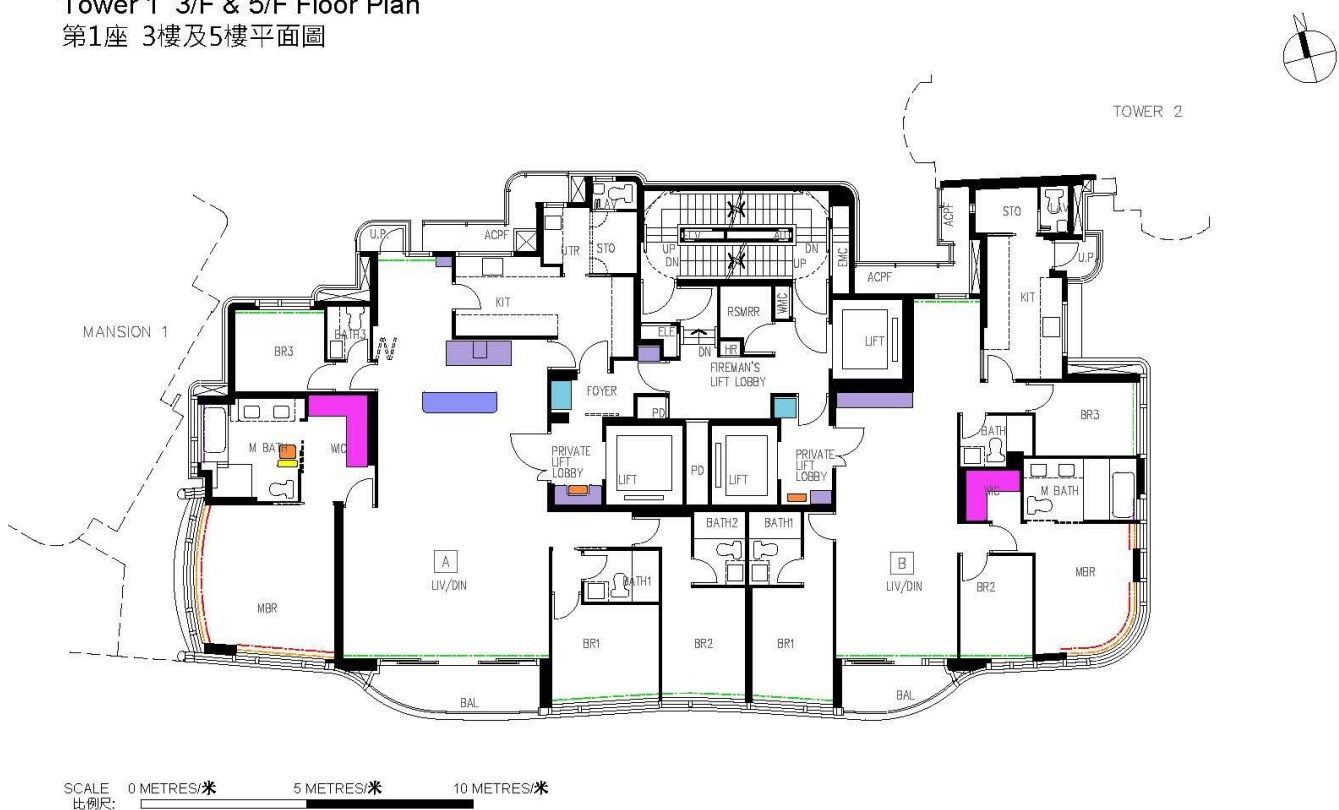 Tower 1 3/F & 5/F Floor Plan
第1座 3樓及5樓平面圖
N
TOWER 2
MANSION 1
U.P.
ACPF
LAV
UTR
STO
UP
DN
DN
UP
EMC
ACPF
ACPF
STO
LAV
U.P.
KIT
KIT
BR3
BATH3
ELE
DN
RSMRR
HR
WMC
LIFT
FIREMAN'S
LIFT LOBBY
FOYER
PD
BR3
BATH
M BATH
WIC
PRIVATE
LIFT
LOBBY
LIFT
PD
LIFT
PRIVATE
LIFT
LOBBY
WIC
M BATH
A
LIV/DIN
BATH2
BATH1
B
LIV/DIN
MBR
BATH1
BR1
BR2
BR1
BR2
MBR
BAL
BAL
SCALE 0 METRES/米 5 METRES/米 10 METRES/米
比例尺: